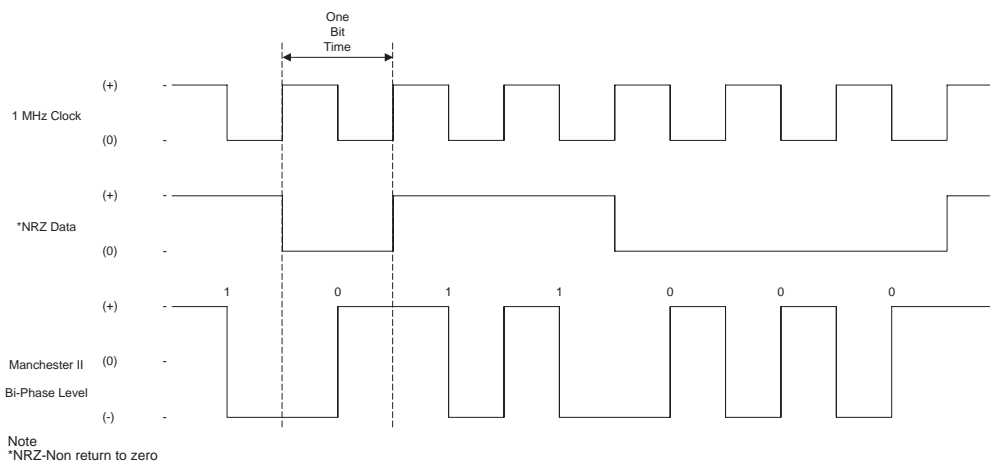 One
Bit
Time
(+)
-
1 MHz Clock
(0)
-
(+)
-
*NRZ Data
(0)
-
1 0 1 1 0 0 0
(+)
-
(0)
-
Manchester II
Bi-Phase Level
(-)
-
Note
*NRZ-Non return to zero